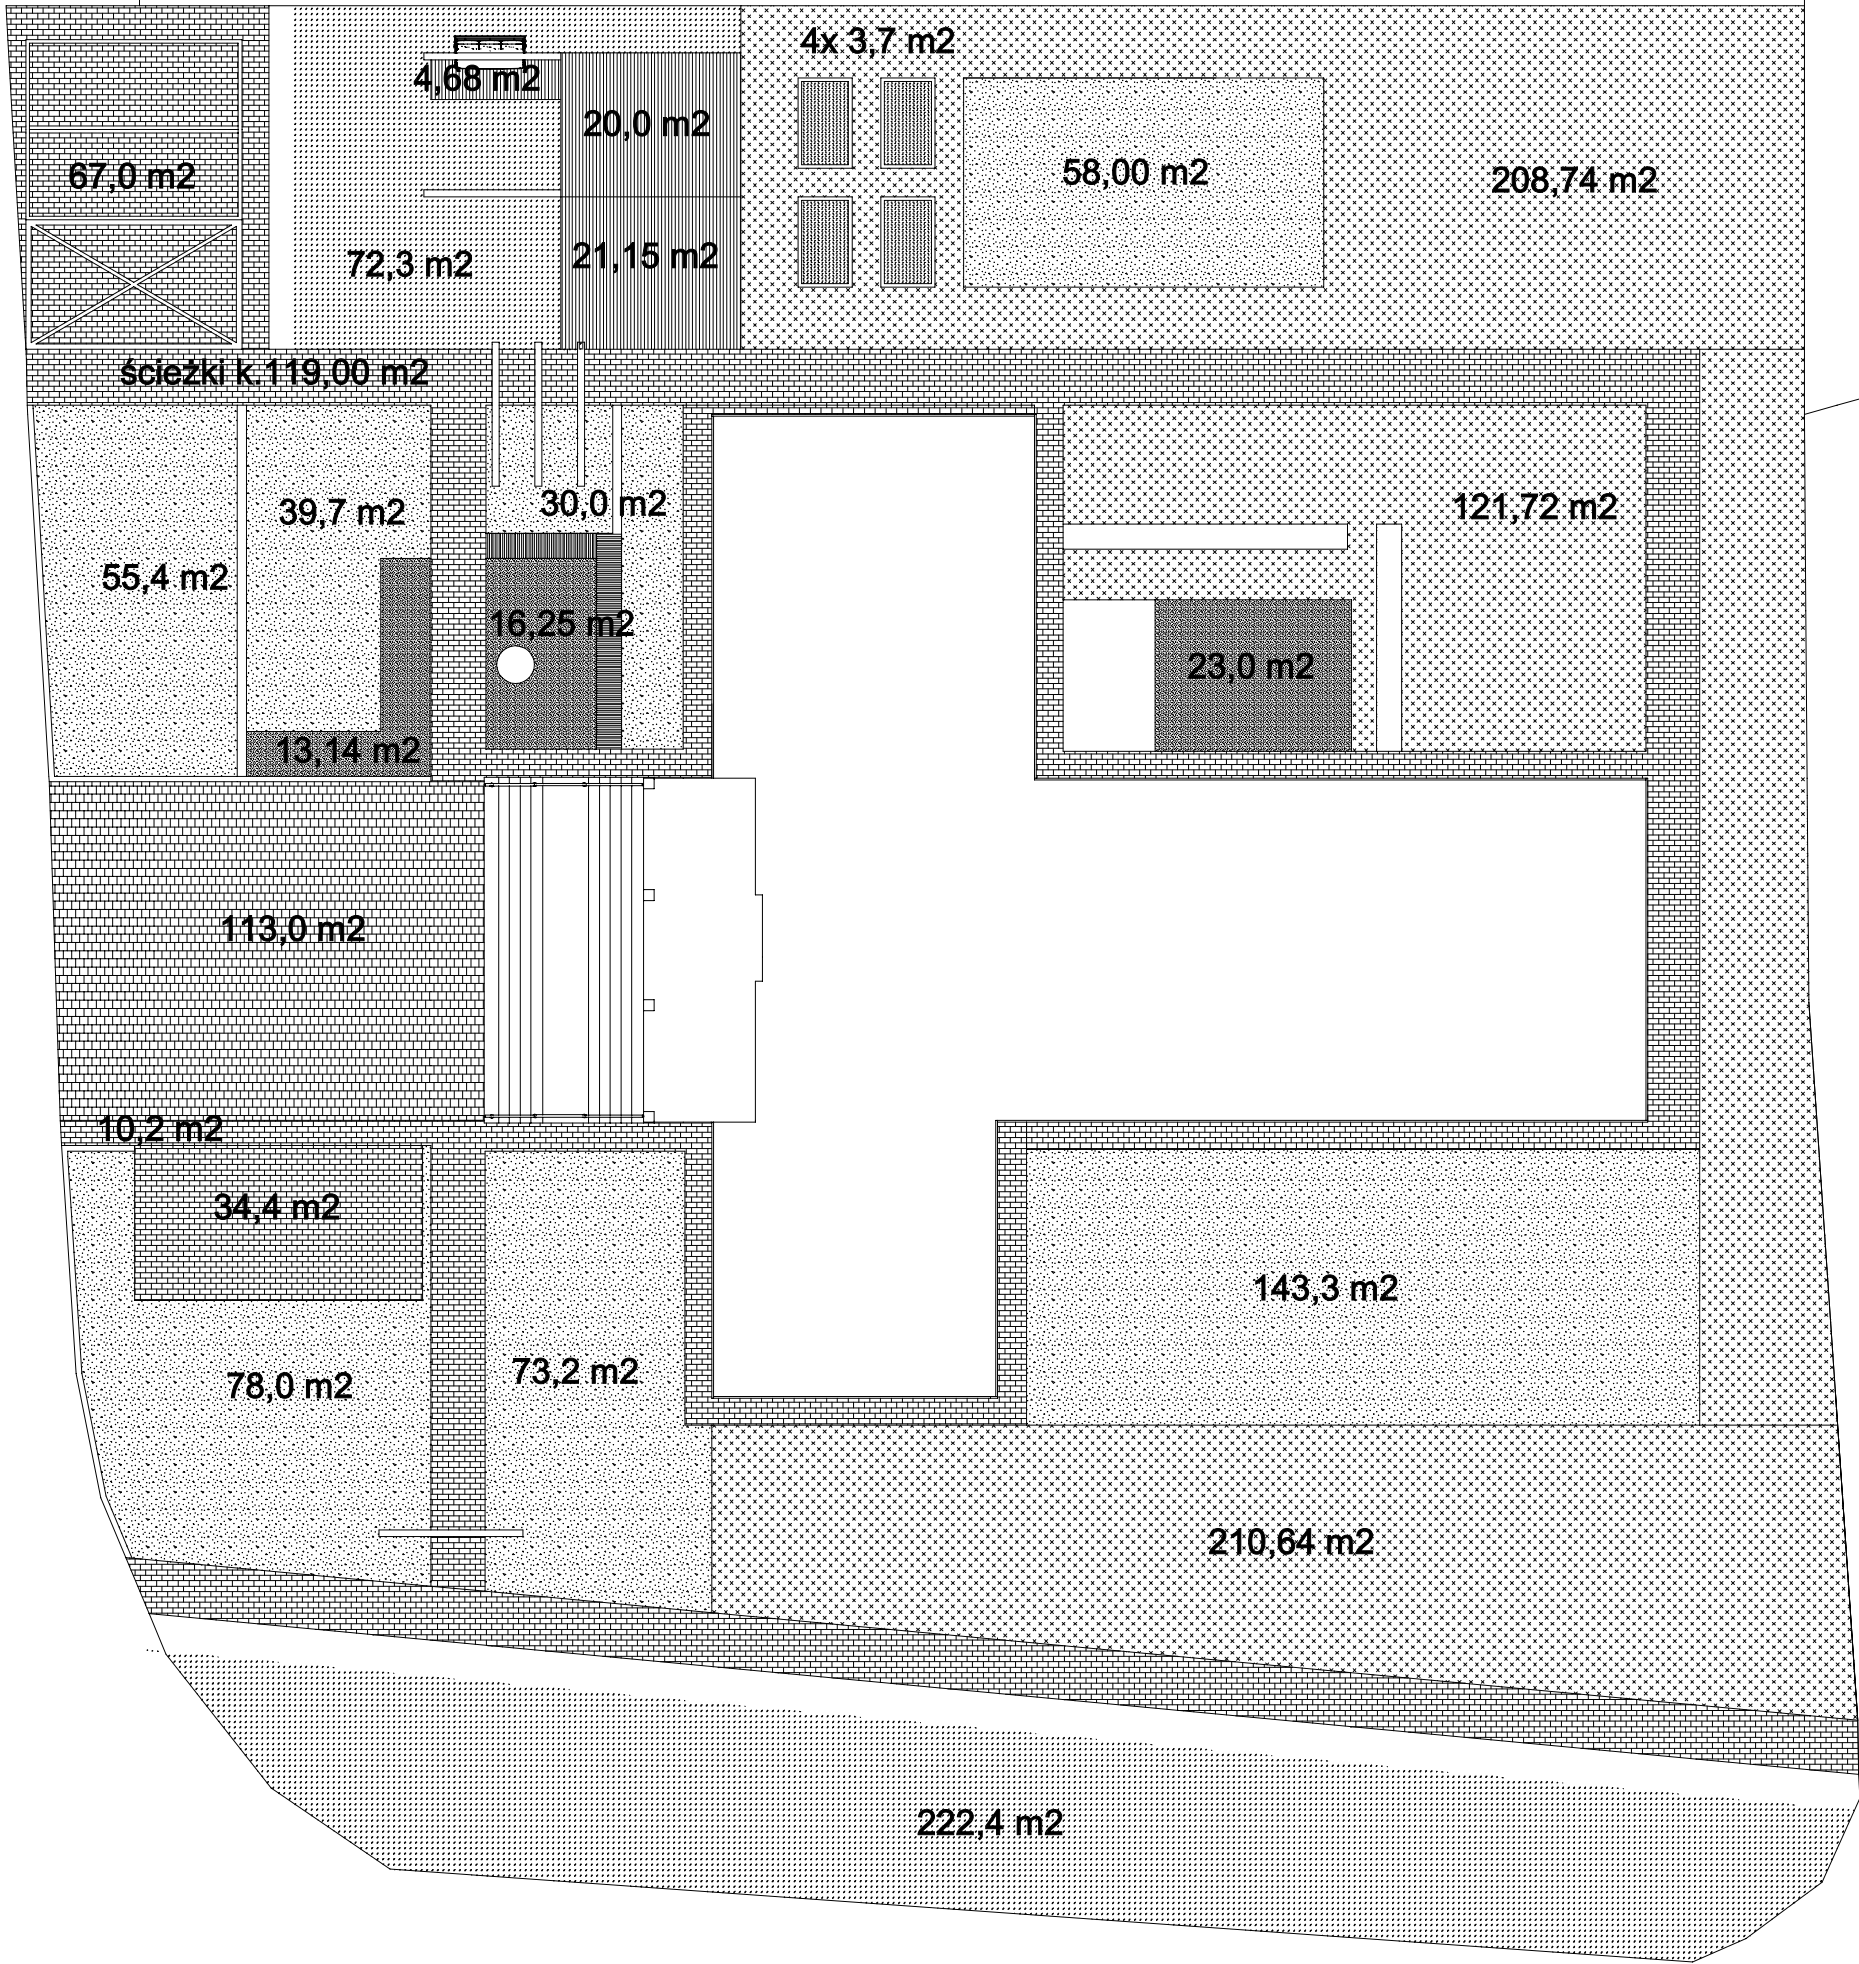 4x 3,7 m2
4,68 m2
20,0 m2
67,0 m2
58,00 m2
208,74 m2
72,3 m2
21,15 m2
ścieżki k.119,00 m2
39,7 m2
30,0 m2
121,72 m2
55,4 m2
16,25 m2
23,0 m2
13,14 m2
113,0 m2
10,2 m2
34,4 m2
143,3 m2
78,0 m2
73,2 m2
210,64 m2
222,4 m2